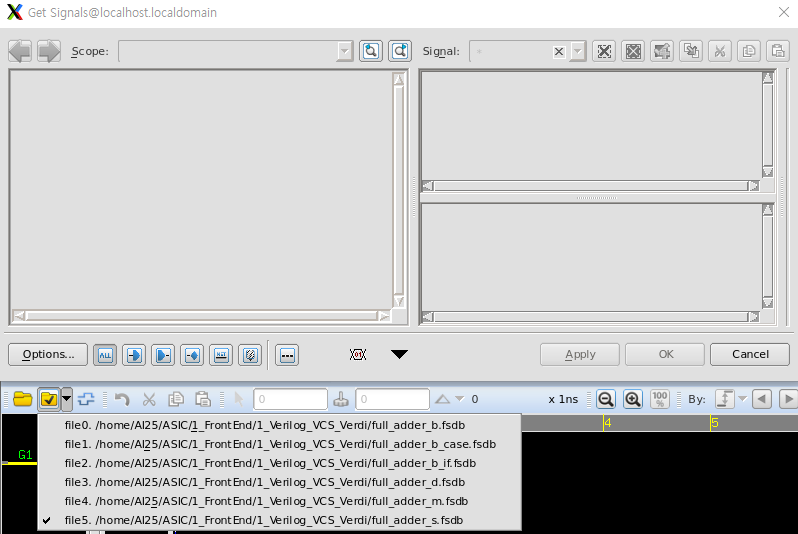 Get Signals@localhost.localdomain
Scope: Signal: *
Options... ALL Apply OK Cancel
0 0 0 x 1ns 100 % By:
file0. /home/AI25/ASIC/1_FrontEnd/1_Verilog_VCS_Verdi/full_adder_b.fsdb
4 5
file1. /home/AI25/ASIC/1_FrontEnd/1_Verilog_VCS_Verdi/full_adder_b_case.fsdb
G1
file2. /home/AI25/ASIC/1_FrontEnd/1_Verilog_VCS_Verdi/full_adder_b_if.fsdb
file3. /home/AI25/ASIC/1_FrontEnd/1_Verilog_VCS_Verdi/full_adder_d.fsdb
file4. /home/AI25/ASIC/1_FrontEnd/1_Verilog_VCS_Verdi/full_adder_m.fsdb
file5. /home/AI25/ASIC/1_FrontEnd/1_Verilog_VCS_Verdi/full_adder_s.fsdb